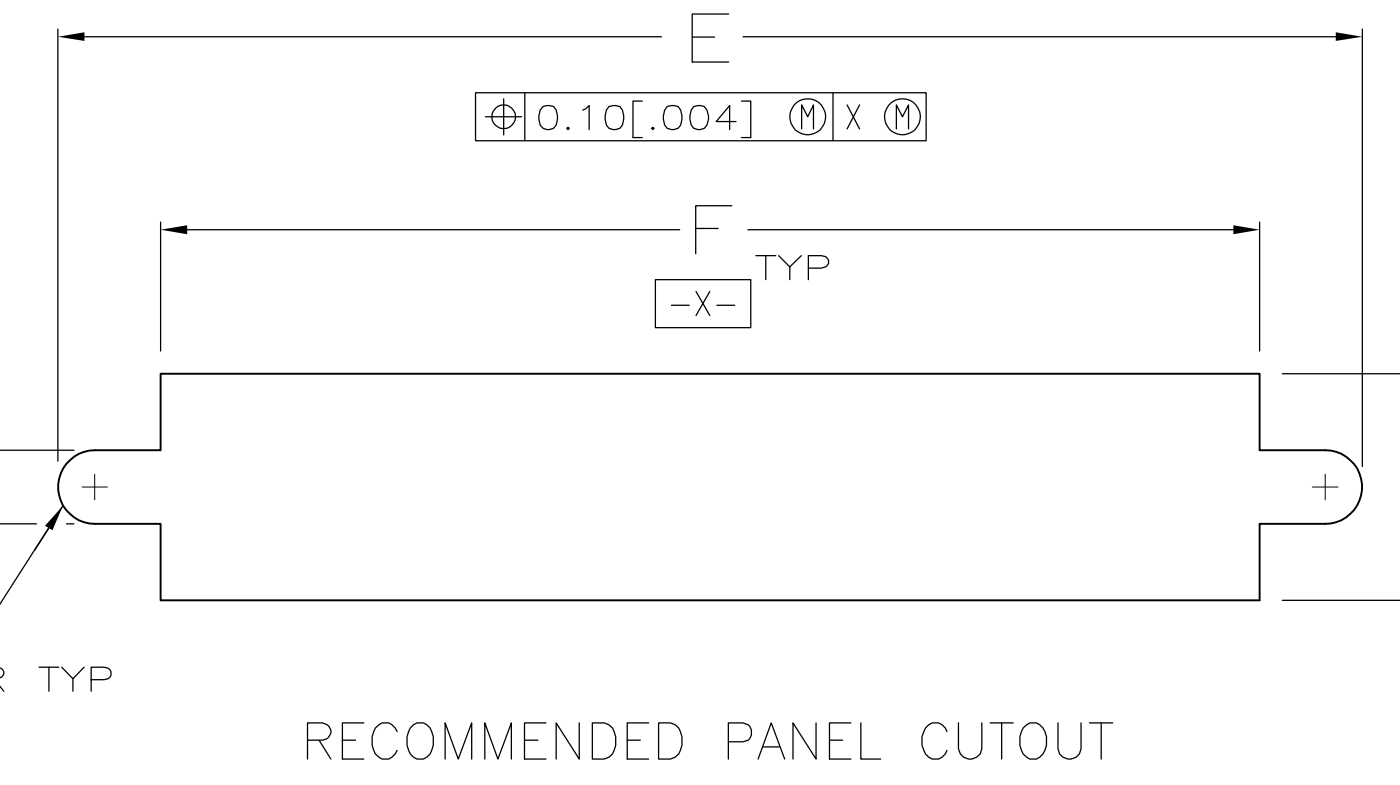 E
⌖ 0.10[.004] Ⓜ X Ⓜ
F
TYP
-X-
R TYP
RECOMMENDED PANEL CUTOUT